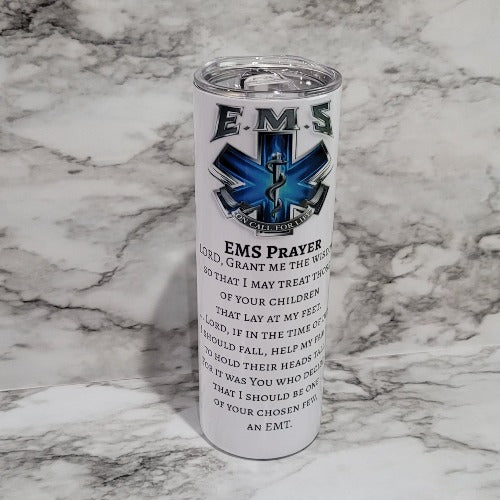 E.M.S
ON CALL FOR LIFE
EMS PRAYER
LORD, GRANT ME THE WISDOM
SO THAT I MAY TREAT THOSE
OF YOUR CHILDREN
THAT LAY AT MY FEET.
... LORD, IF IN THE TIME OF
I SHOULD FALL, HELP MY
TO HOLD THEIR HEADS
FOR IT WAS YOU WHO
THAT I SHOULD BE ONE
OF YOUR CHOSEN FEW,
AN EMT.